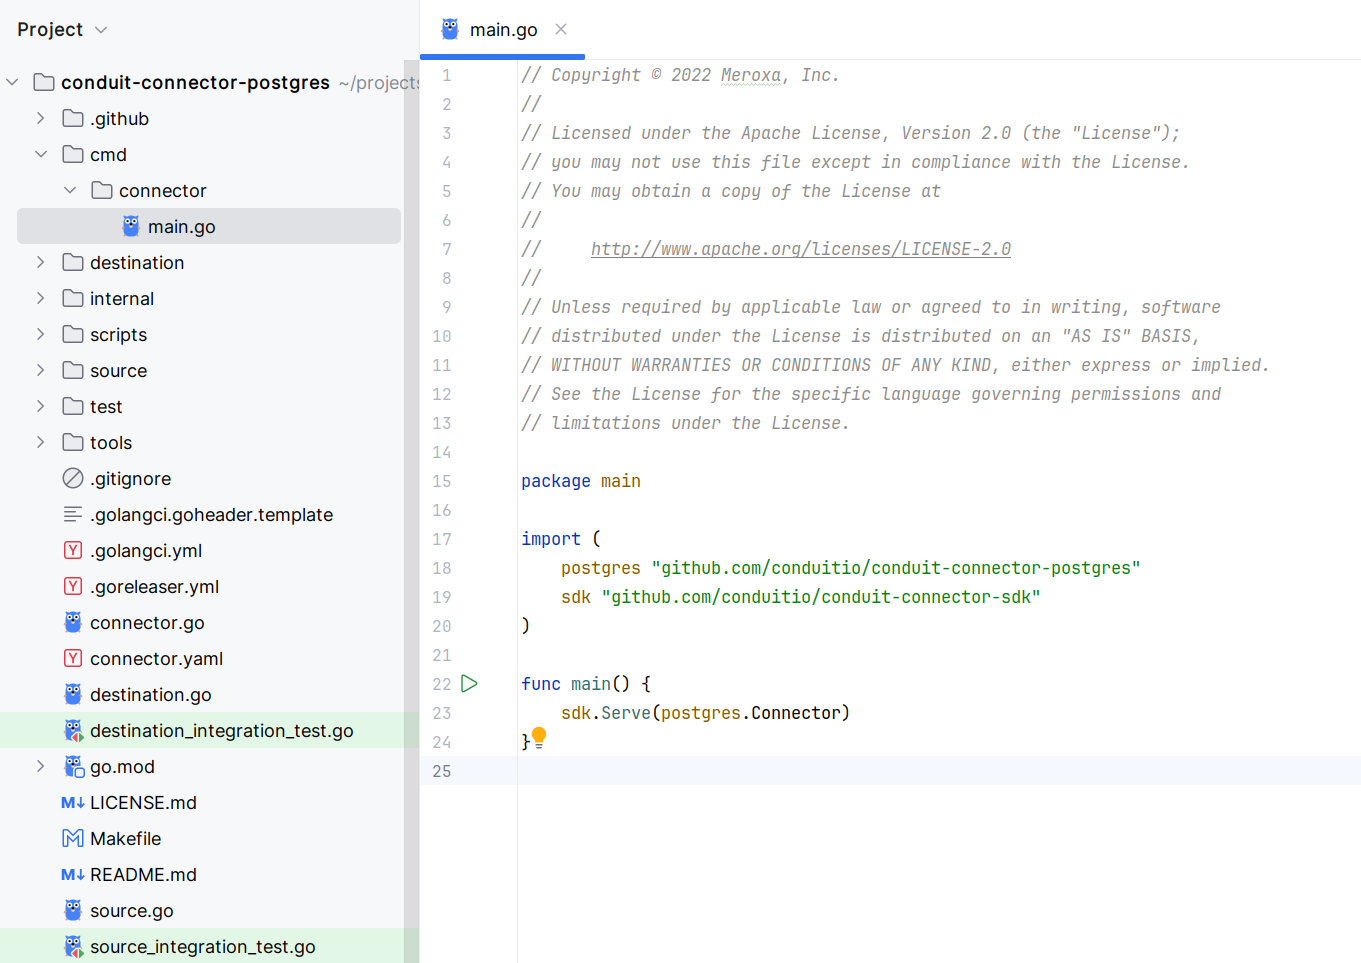 Project
conduit-connector-postgres ~/projects
.github
cmd
connector
main.go
destination
internal
scripts
source
test
tools
.gitignore
.golangci.goheader.template
.golangci.yml
.goreleaser.yml
connector.go
connector.yaml
destination.go
destination_integration_test.go
go.mod
LICENSE.md
Makefile
README.md
source.go
source_integration_test.go
main.go
1 // Copyright © 2022 Meroxa, Inc.
2 //
3 // Licensed under the Apache License, Version 2.0 (the "License");
4 // you may not use this file except in compliance with the License.
5 // You may obtain a copy of the License at
6 //
7 //     http://www.apache.org/licenses/LICENSE-2.0
8 //
9 // Unless required by applicable law or agreed to in writing, software
10 // distributed under the License is distributed on an "AS IS" BASIS,
11 // WITHOUT WARRANTIES OR CONDITIONS OF ANY KIND, either express or implied.
12 // See the License for the specific language governing permissions and
13 // limitations under the License.
14
15 package main
16
17 import (
18     postgres "github.com/conduitio/conduit-connector-postgres"
19     sdk "github.com/conduitio/conduit-connector-sdk"
20 )
21
22 func main() {
23     sdk.Serve(postgres.Connector)
24 }
25